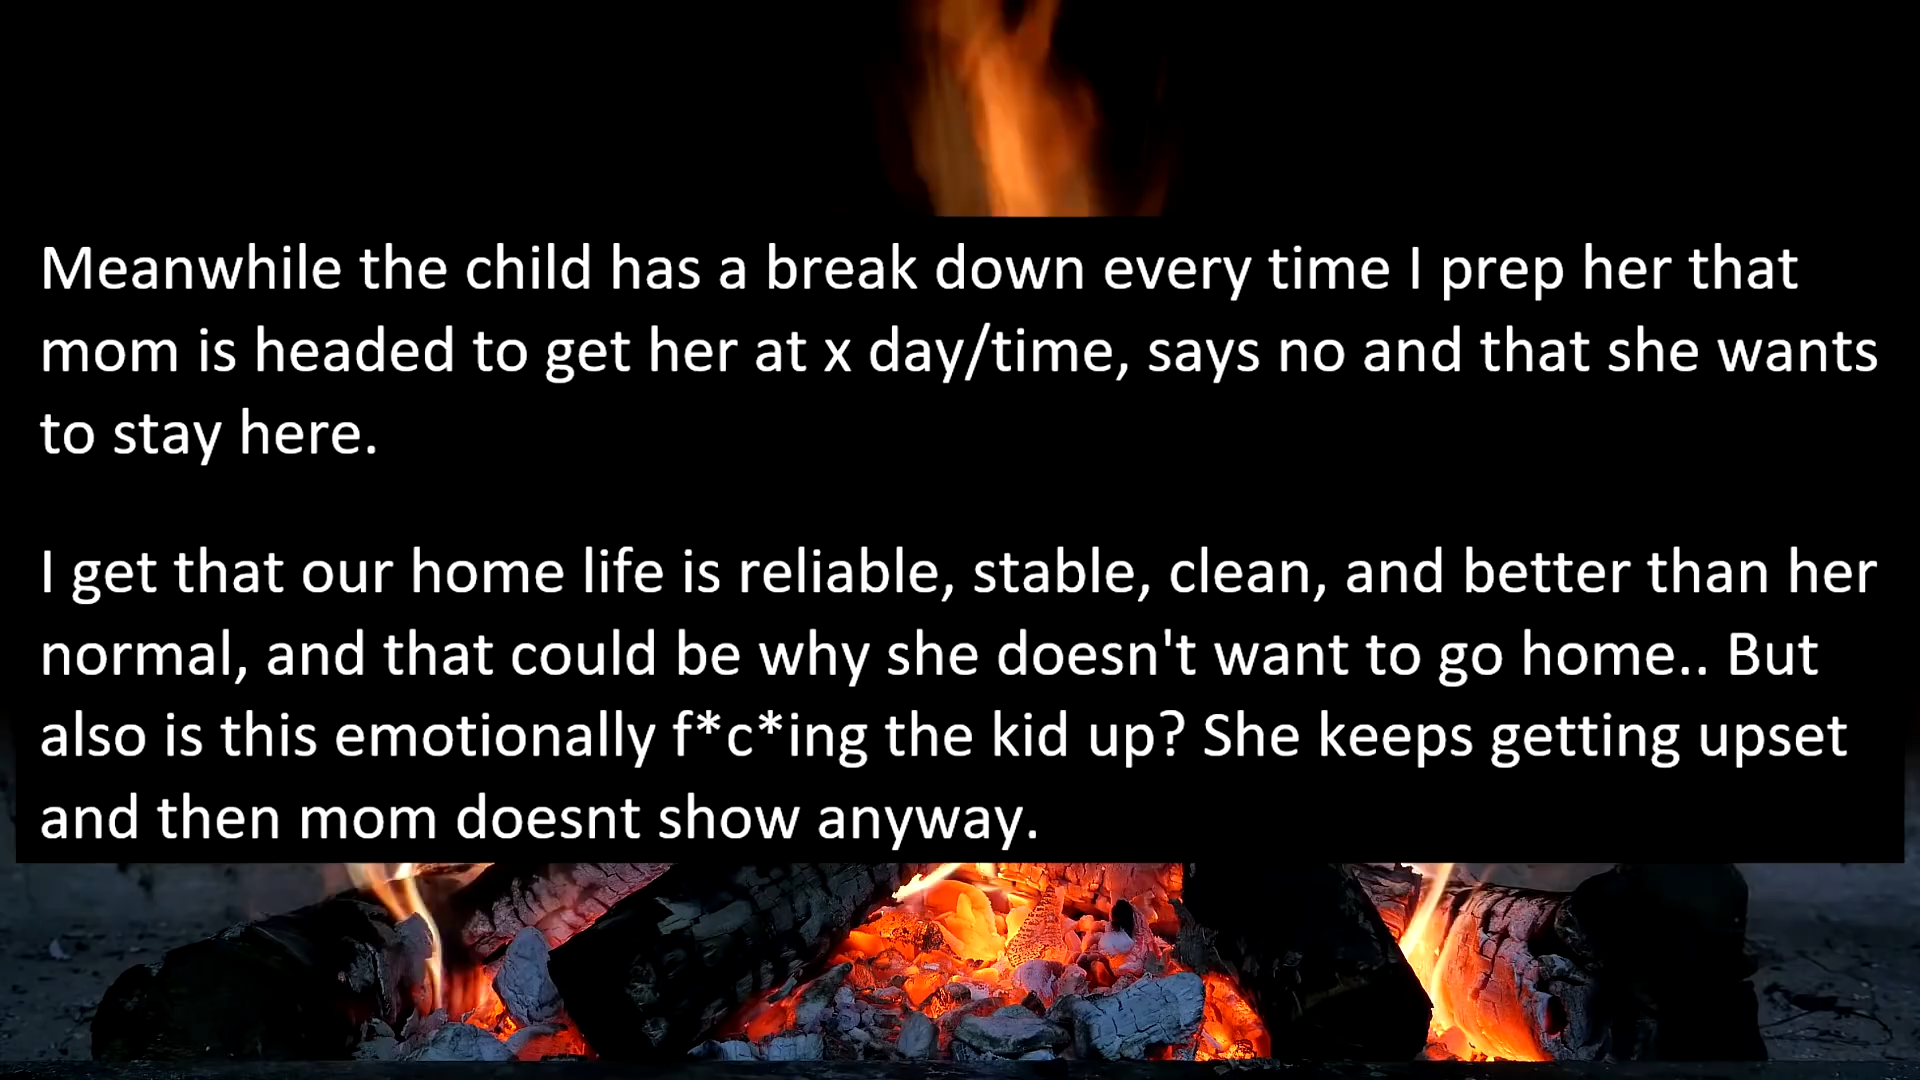 Meanwhile the child has a break down every time I prep her that
mom is headed to get her at x day/time, says no and that she wants
to stay here.
I get that our home life is reliable, stable, clean, and better than her
normal, and that could be why she doesn't want to go home.. But
also is this emotionally f*c*ing the kid up? She keeps getting upset
and then mom doesnt show anyway.